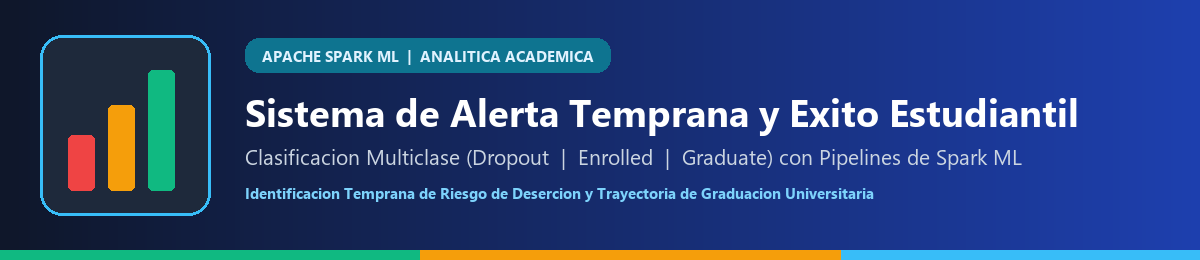 APACHE SPARK ML | ANALITICA ACADEMICA
Sistema de Alerta Temprana y Exito Estudiantil
Clasificacion Multiclase (Dropout | Enrolled | Graduate) con Pipelines de Spark ML
Identificacion Temprana de Riesgo de Desercion y Trayectoria de Graduacion Universitaria